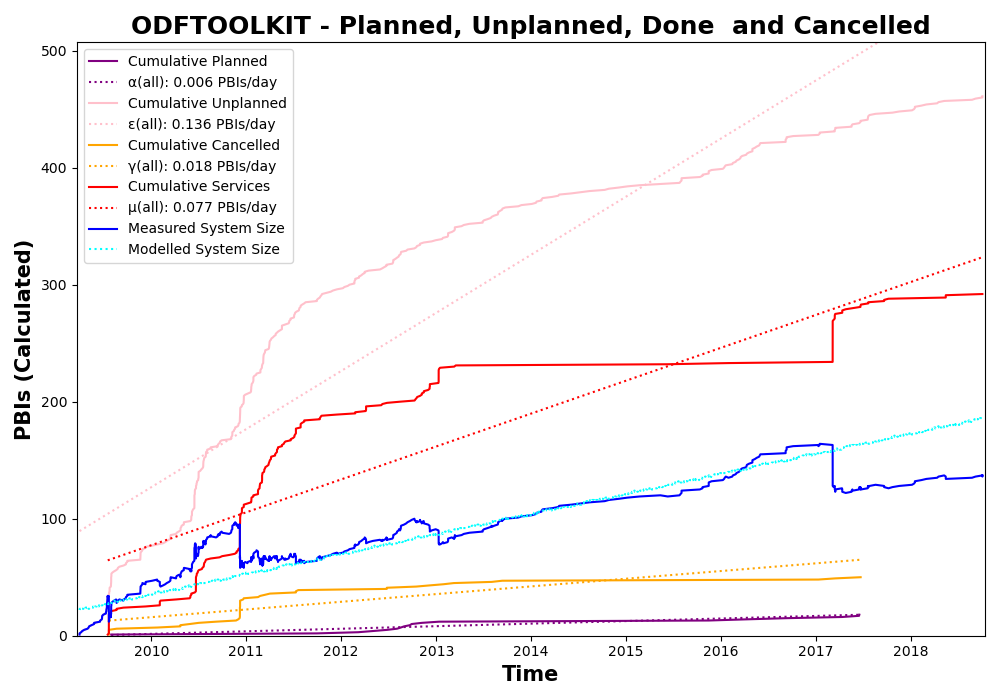 ODFTOOLKIT - Planned, Unplanned, Done  and Cancelled
PBIs (Calculated)
500
400
300
200
100
0
Cumulative Planned
α(all): 0.006 PBIs/day
Cumulative Unplanned
ε(all): 0.136 PBIs/day
Cumulative Cancelled
γ(all): 0.018 PBIs/day
Cumulative Services
μ(all): 0.077 PBIs/day
Measured System Size
Modelled System Size
2010 2011 2012 2013 2014 2015 2016 2017 2018
Time